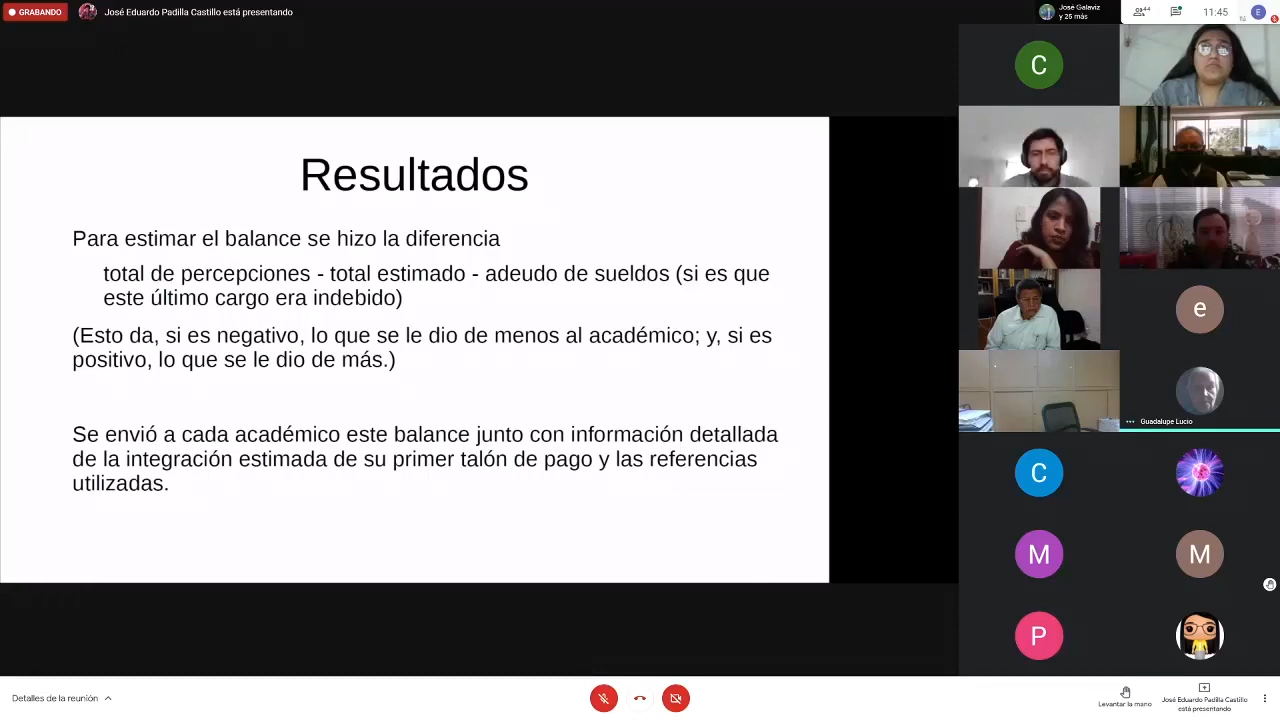 GRABANDO
José Eduardo Padilla Castillo está presentando
José Galaviz
y 25 más
44
11:45
E
C
Resultados
Para estimar el balance se hizo la diferencia
total de percepciones - total estimado - adeudo de sueldos (si es que
este último cargo era indebido)
(Esto da, si es negativo, lo que se le dio de menos al académico; y, si es
positivo, lo que se le dio de más.)
Se envió a cada académico este balance junto con información detallada
de la integración estimada de su primer talón de pago y las referencias
utilizadas.
e
Guadalupe Lucio
C
M
M
P
Detalles de la reunión
Levantar la mano
José Eduardo Padilla Castillo
está presentando